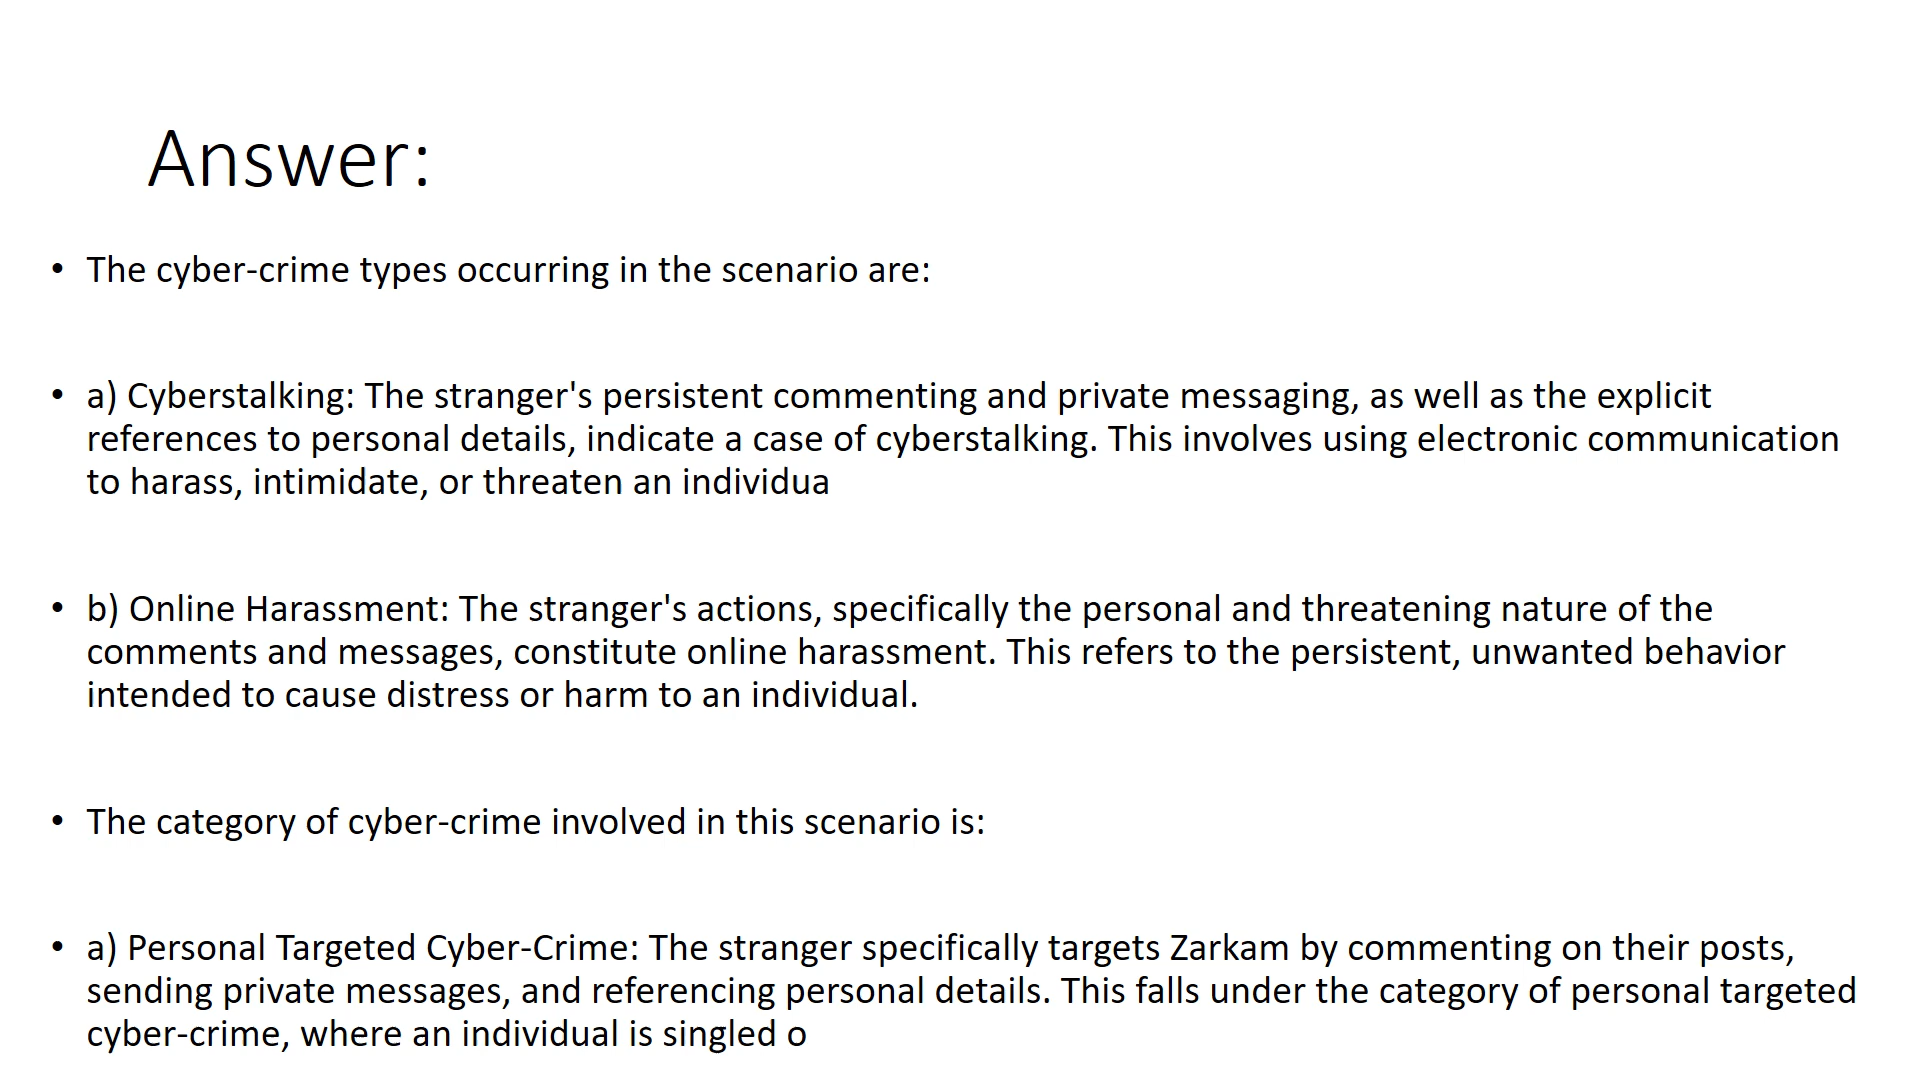 Answer:
• The cyber-crime types occurring in the scenario are:
• a) Cyberstalking: The stranger's persistent commenting and private messaging, as well as the explicit
references to personal details, indicate a case of cyberstalking. This involves using electronic communication
to harass, intimidate, or threaten an individua
• b) Online Harassment: The stranger's actions, specifically the personal and threatening nature of the
comments and messages, constitute online harassment. This refers to the persistent, unwanted behavior
intended to cause distress or harm to an individual.
• The category of cyber-crime involved in this scenario is:
• a) Personal Targeted Cyber-Crime: The stranger specifically targets Zarkam by commenting on their posts,
sending private messages, and referencing personal details. This falls under the category of personal targeted
cyber-crime, where an individual is singled o